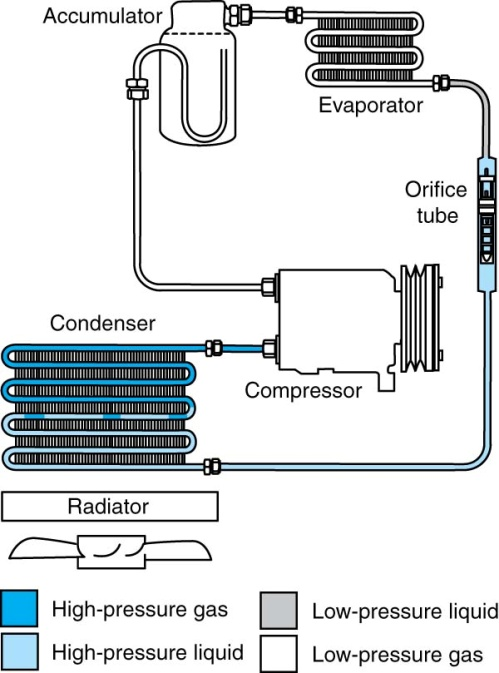 Accumulator
Evaporator
Orifice
tube
Condenser
Compressor
Radiator
High-pressure gas
Low-pressure liquid
High-pressure liquid
Low-pressure gas